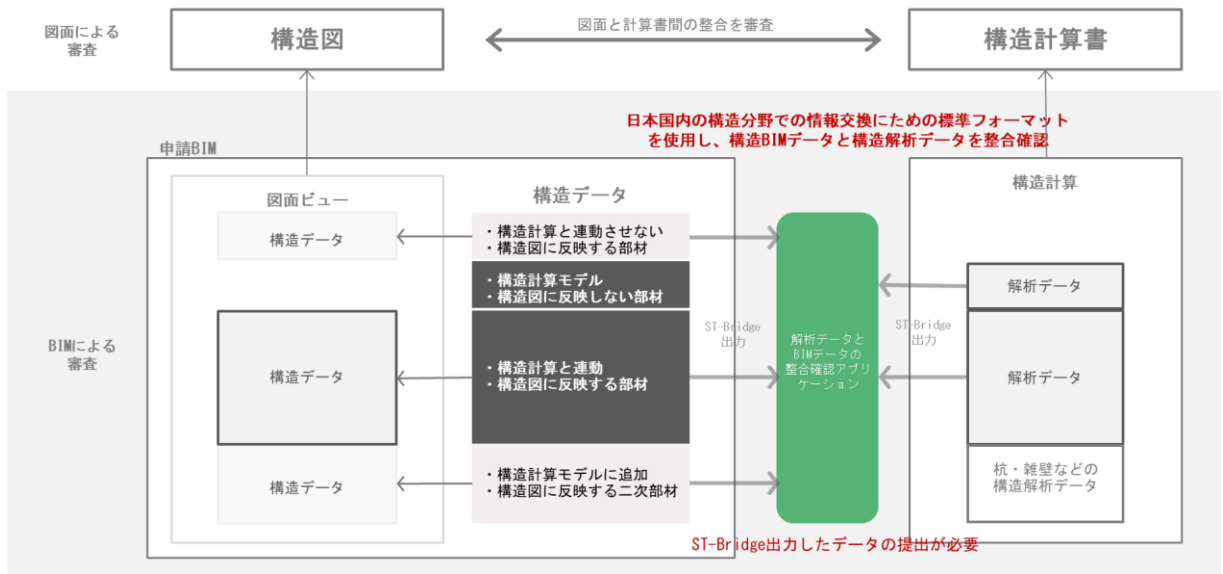 図面による
審査
構造図
図面と計算書間の整合を審査
構造計算書
日本国内の構造分野での情報交換にための標準フォーマット
を使用し、構造BIMデータと構造解析データを整合確認
申請BIM
図面ビュー
構造データ
構造計算
構造データ
・構造計算と連動させない
・構造図に反映する部材
・構造計算モデル
・構造図に反映しない部材
解析データ
BIMによる
審査
構造データ
・構造計算と連動
・構造図に反映する部材
ST-Bridge
出力
解析データと
BIMデータの
整合確認アプリ
ケーション
ST-Bridge
出力
解析データ
構造データ
・構造計算モデルに追加
・構造図に反映する二次部材
杭・雑壁などの
構造解析データ
ST-Bridge出力したデータの提出が必要